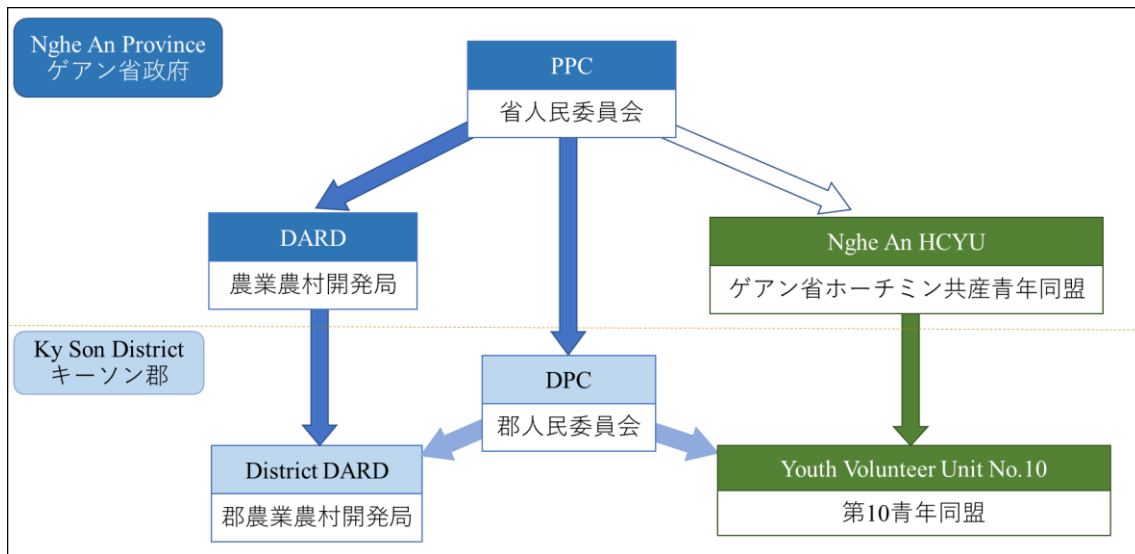 Nghe An Province
ゲアン省政府
PPC
省人民委員会
DARD
農業農村開発局
Nghe An HCYU
ゲアン省ホーチミン共産青年同盟
Ky Son District
キーソン郡
DPC
郡人民委員会
District DARD
郡農業農村開発局
Youth Volunteer Unit No.10
第10青年同盟